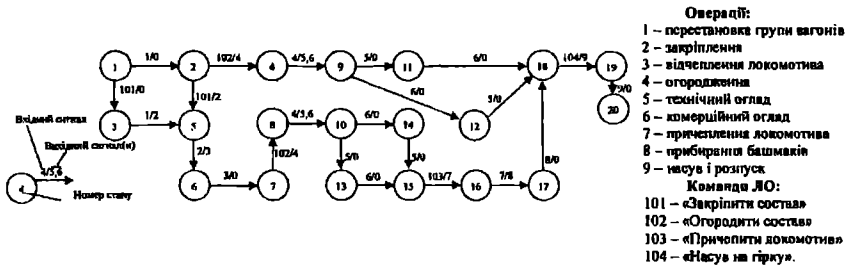 Операції:
1 – перестановка групи вагонів
2 – закріплення
3 – відчеплення локомотива
4 – огородження
5 – технічний огляд
6 – комерційний огляд
7 – причеплення локомотива
8 – прибирання башмаків
9 – насув і розпуск
Команди ЛО:
101 – «Закріпити состав»
102 – «Огородити состав»
103 – «Причепити локомотив»
104 – «Насув на гірку».
1 1/0 2 102/4 4 4/5,6 9 5/0 11 6/0 18 104/9 19
101/0 101/2 6/0 5/0 9/0
3 1/2 5 8 4/5,6 10 6/0 14 12 20
Вхідний сигнал
Вихідний сигнал(и)
4/5,6
Номер стану
2/3 102/4 5/0 5/0 8/0
6 3/0 7 13 6/0 15 103/7 16 7/8 17